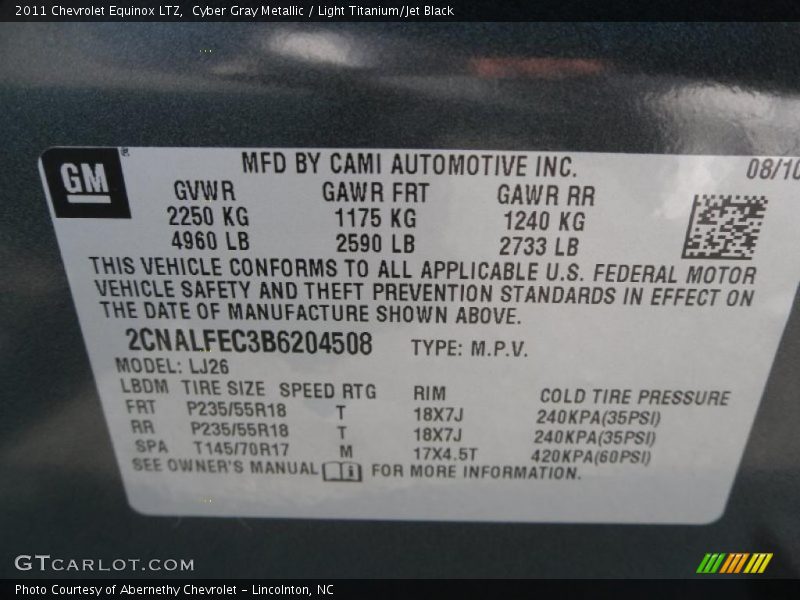 2011 Chevrolet Equinox LTZ, Cyber Gray Metallic / Light Titanium/Jet Black
GM
MFD BY CAMI AUTOMOTIVE INC. 08/10
GVWR GAWR FRT GAWR RR
2250 KG 1175 KG 1240 KG
4960 LB 2590 LB 2733 LB
THIS VEHICLE CONFORMS TO ALL APPLICABLE U.S. FEDERAL MOTOR
VEHICLE SAFETY AND THEFT PREVENTION STANDARDS IN EFFECT ON
THE DATE OF MANUFACTURE SHOWN ABOVE.
2CNALFEC3B6204508 TYPE: M.P.V.
MODEL: LJ26
LBDM TIRE SIZE SPEED RTG RIM COLD TIRE PRESSURE
FRT P235/55R18 T 18X7J 240KPA(35PSI)
RR P235/55R18 T 18X7J 240KPA(35PSI)
SPA T145/70R17 M 17X4.5T 420KPA(60PSI)
SEE OWNER'S MANUAL FOR MORE INFORMATION.
GTCARLOT.COM
Photo Courtesy of Abernethy Chevrolet – Lincolnton, NC